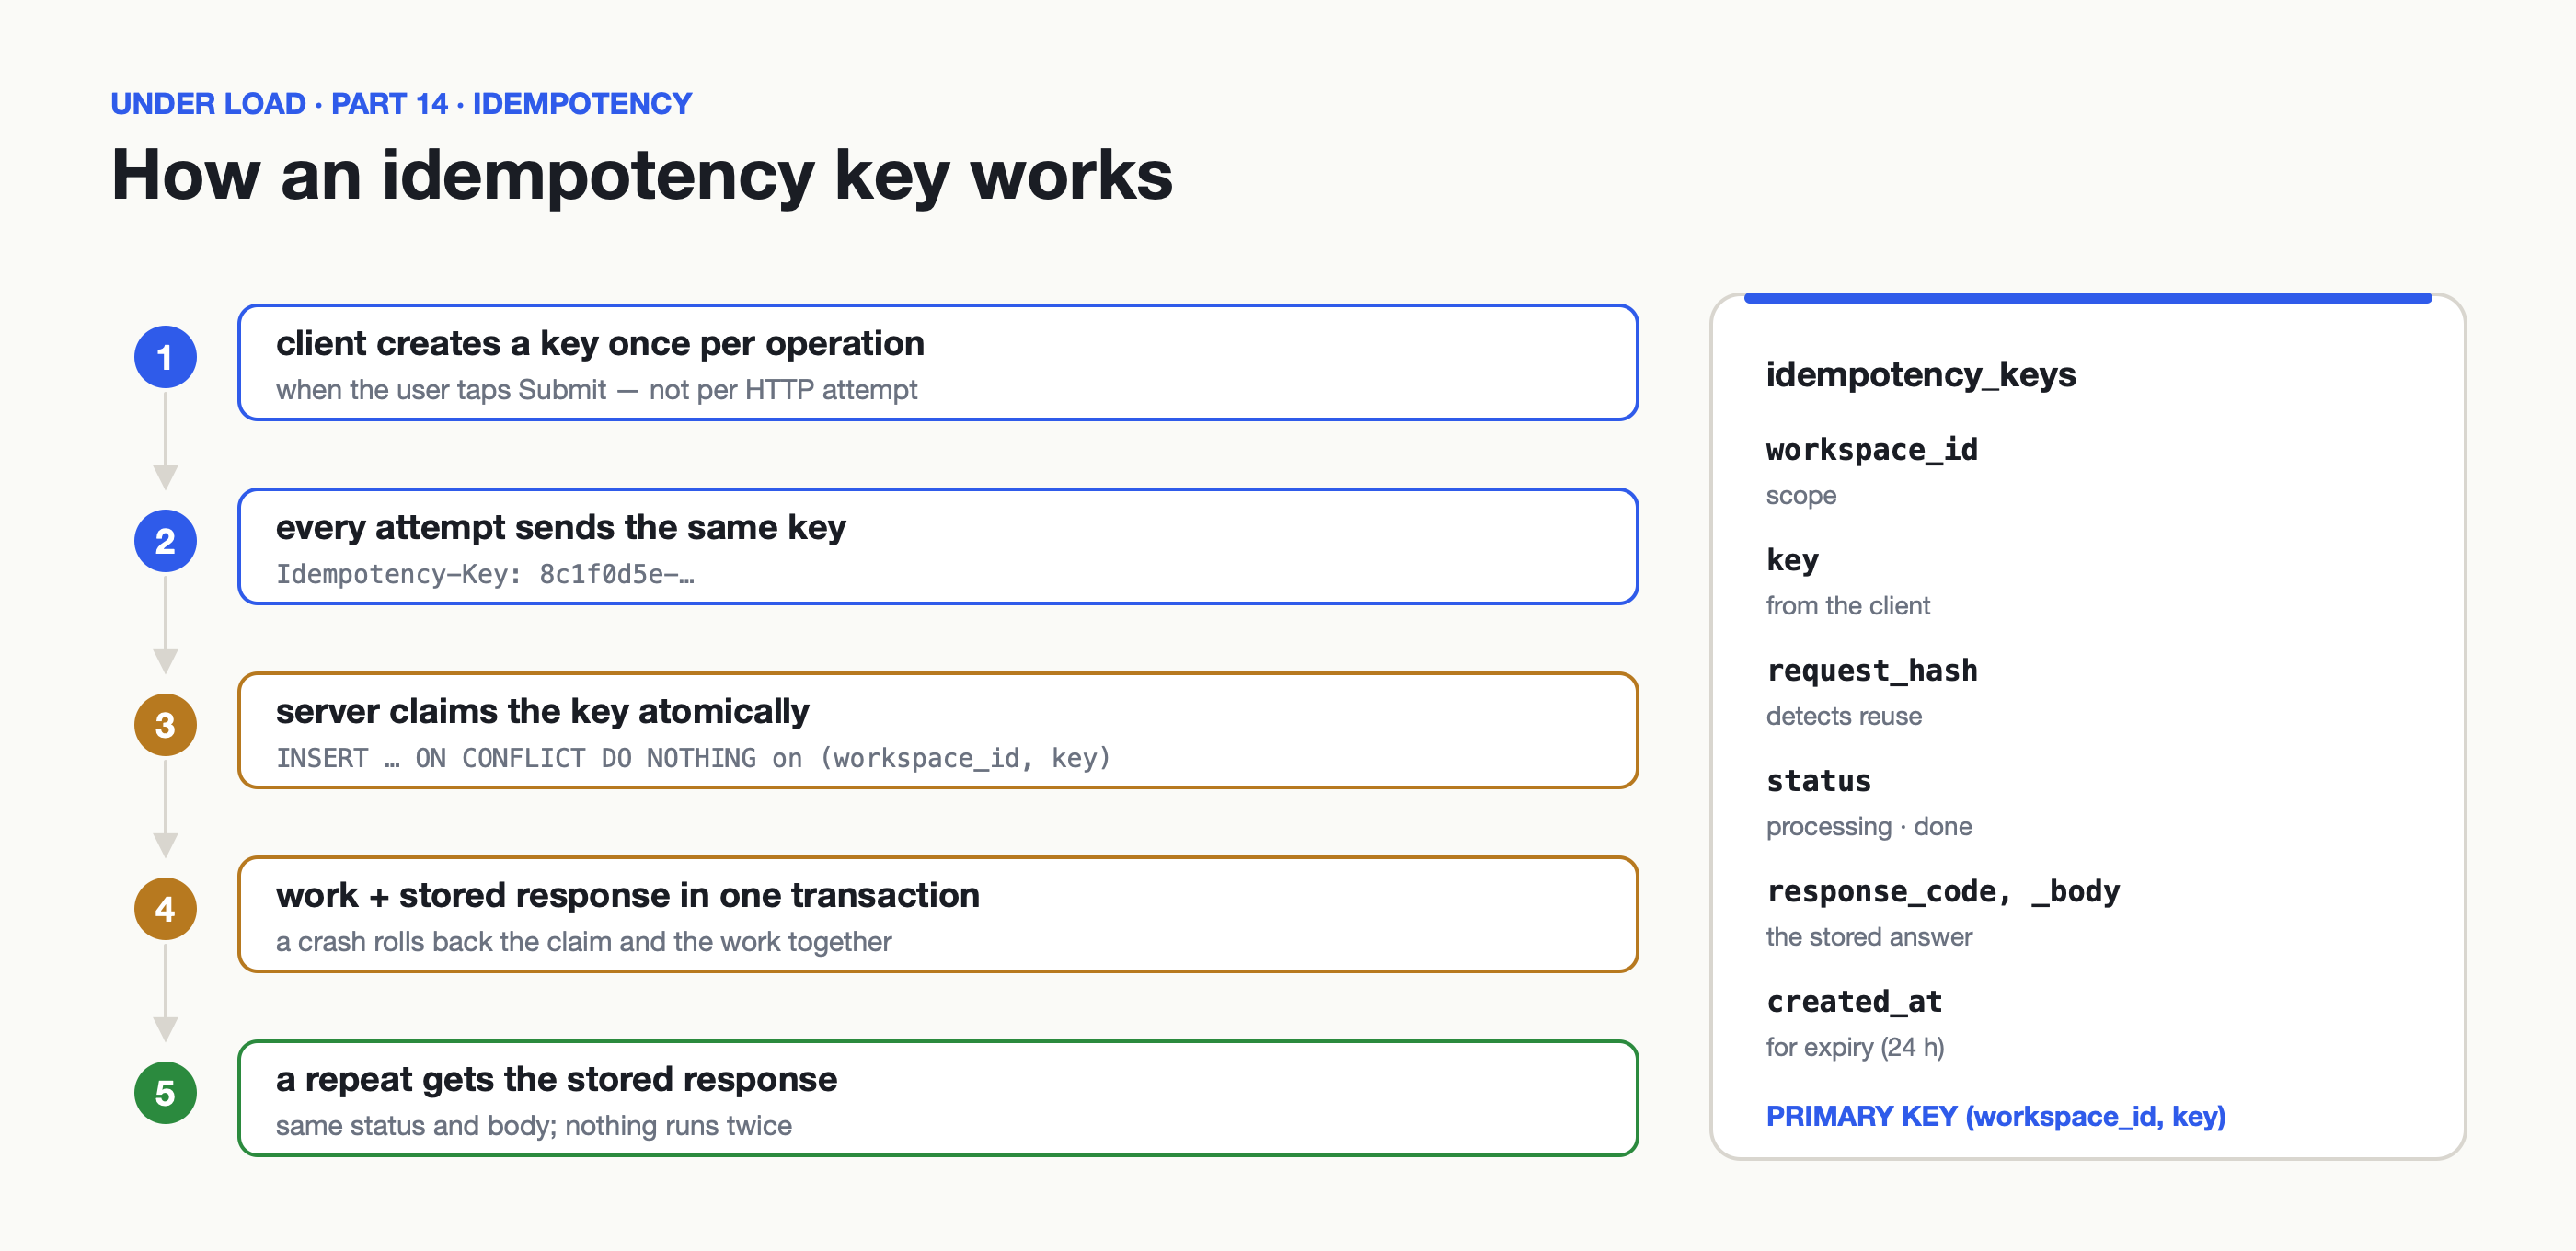 UNDER LOAD · PART 14 · IDEMPOTENCY
How an idempotency key works
1
client creates a key once per operation
when the user taps Submit — not per HTTP attempt
2
every attempt sends the same key
Idempotency-Key: 8c1f0d5e-…
3
server claims the key atomically
INSERT … ON CONFLICT DO NOTHING on (workspace_id, key)
4
work + stored response in one transaction
a crash rolls back the claim and the work together
5
a repeat gets the stored response
same status and body; nothing runs twice
idempotency_keys
workspace_id
scope
key
from the client
request_hash
detects reuse
status
processing · done
response_code, _body
the stored answer
created_at
for expiry (24 h)
PRIMARY KEY (workspace_id, key)